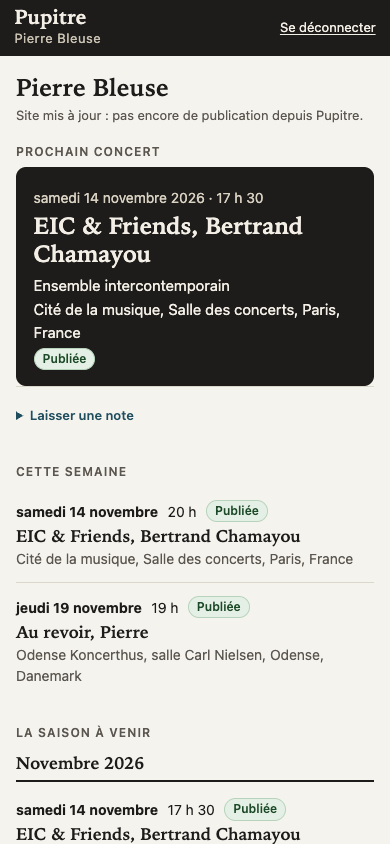 Pupitre
Pierre Bleuse
Se déconnecter
Pierre Bleuse
Site mis à jour : pas encore de publication depuis Pupitre.
PROCHAIN CONCERT
samedi 14 novembre 2026 · 17 h 30
EIC & Friends, Bertrand
Chamayou
Ensemble intercontemporain
Cité de la musique, Salle des concerts, Paris,
France
Publiée
Laisser une note
CETTE SEMAINE
samedi 14 novembre 20 h Publiée
EIC & Friends, Bertrand Chamayou
Cité de la musique, Salle des concerts, Paris, France
jeudi 19 novembre 19 h Publiée
Au revoir, Pierre
Odense Koncerthus, salle Carl Nielsen, Odense,
Danemark
LA SAISON À VENIR
Novembre 2026
samedi 14 novembre 17 h 30 Publiée
EIC & Friends, Bertrand Chamayou